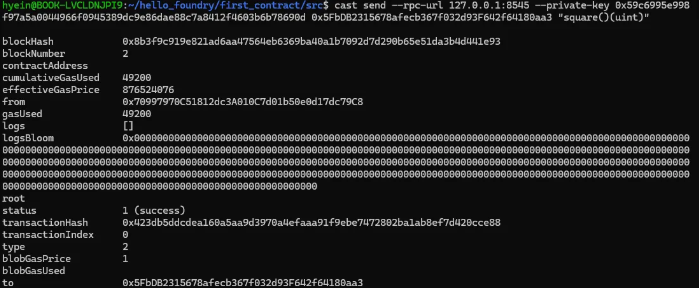 hyein@BOOK-LVCLDNJPI9:~/hello_foundry/first_contract/src$ cast send --rpc-url 127.0.0.1:8545 --private-key 0x59c6995e998
f97a5a0044966f0945389dc9e86dae88c7a8412f4603b6b78690d 0x5FbDB2315678afecb367f032d93F642f64180aa3 "square()(uint)"
blockHash 0x8b3f9c919e821ad6aa47564eb6369ba40a1b7092d7d290b65e51da3b4d441e93
blockNumber 2
contractAddress
cumulativeGasUsed 49200
effectiveGasPrice 876524076
from 0x70997970C51812dc3A010C7d01b50e0d17dc79C8
gasUsed 49200
logs []
logsBloom 0x0000000000000000000000000000000000000000000000000000000000000000000000000000000000000000000000000
000000000000000000000000000000000000000000000000000000000000000000000000000000000000000000000000000000000000000000000000
000000000000000000000000000000000000000000000000000000000000000000000000000000000000000000000000000000000000000000000000
000000000000000000000000000000000000000000000000000000000000000000000000000000000000000000000000000000000000000000000000
0000000000000000000000000000000000000000000000000000000
root
status 1 (success)
transactionHash 0x423db5ddcdea160a5aa9d3970a4efaaa91f9ebe7472802ba1ab8ef7d420cce88
transactionIndex 0
type 2
blobGasPrice 1
blobGasUsed
to 0x5FbDB2315678afecb367f032d93F642f64180aa3